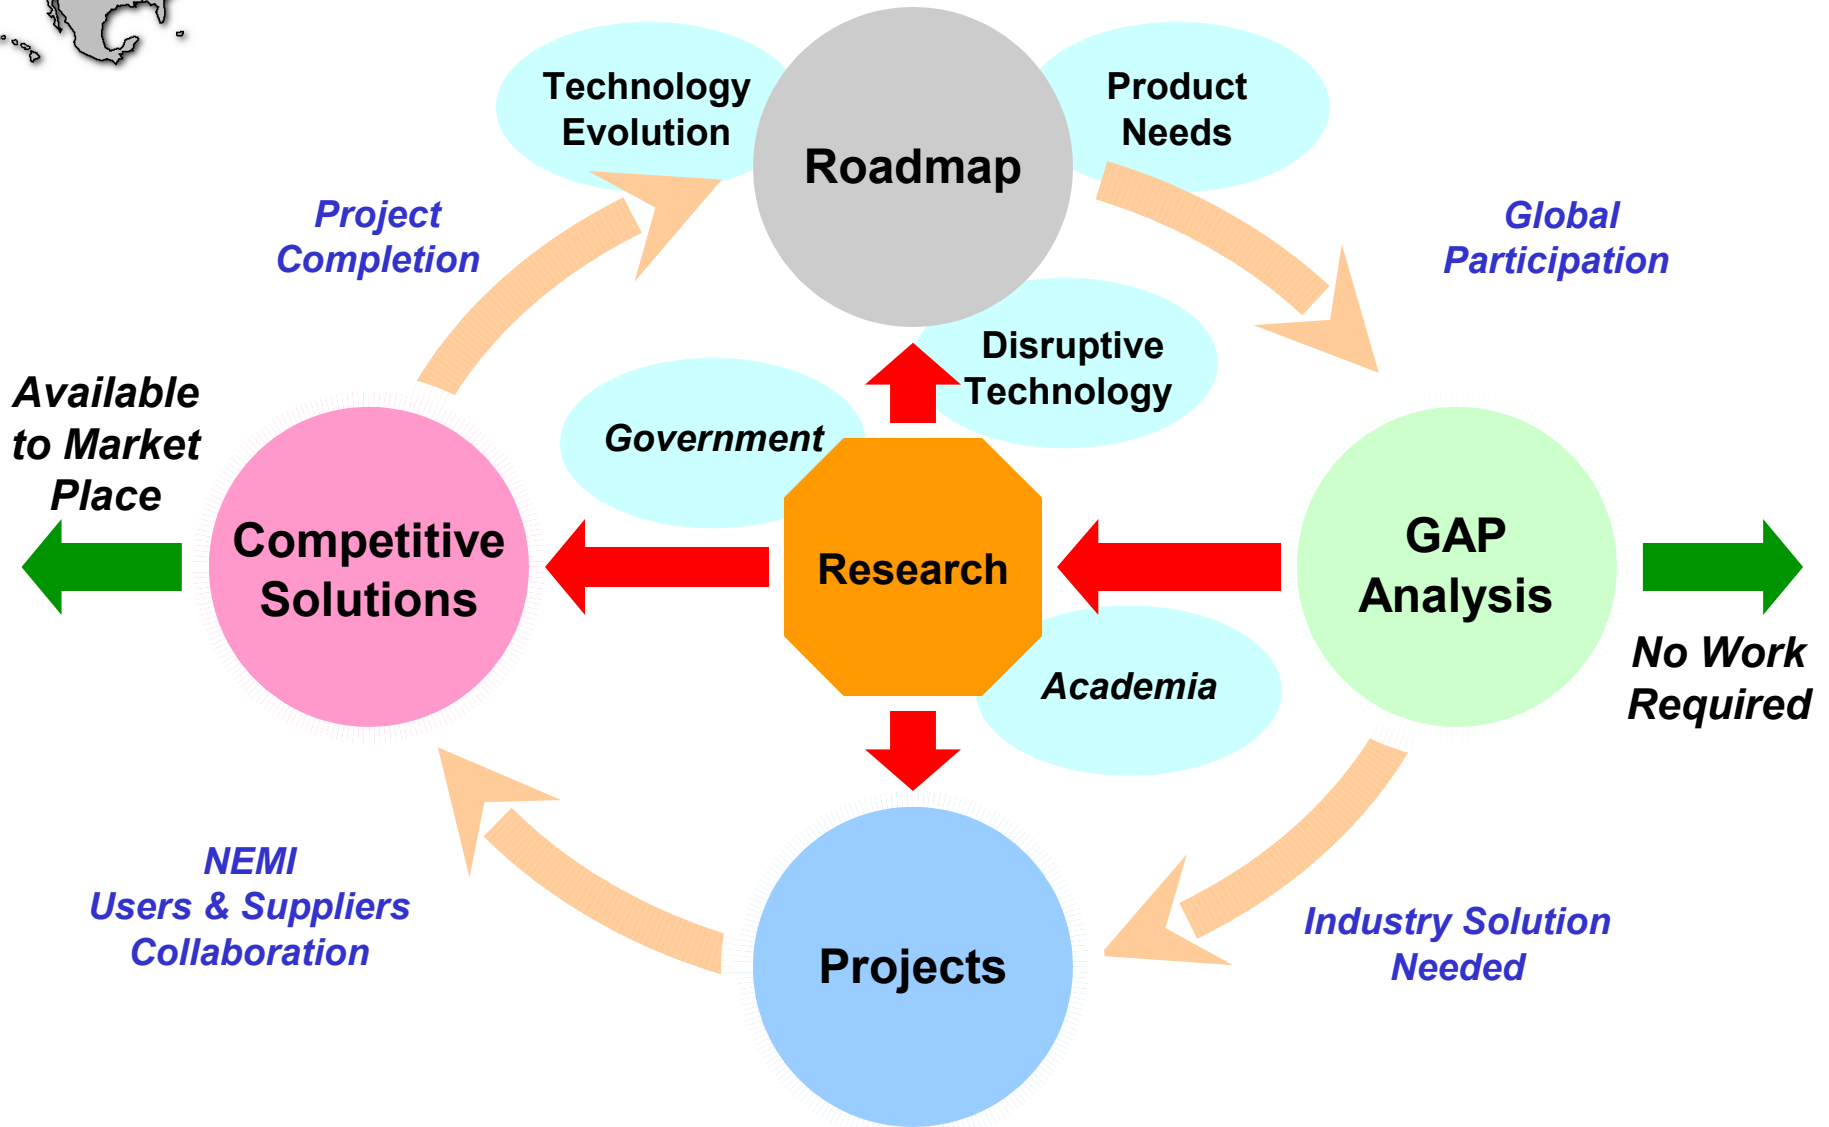 Technology
Evolution
Roadmap
Product
Needs
Project
Completion
Global
Participation
Disruptive
Technology
Government
Available
to Market
Place
Competitive
Solutions
Research
GAP
Analysis
No Work
Required
Academia
NEMI
Users & Suppliers
Collaboration
Projects
Industry Solution
Needed